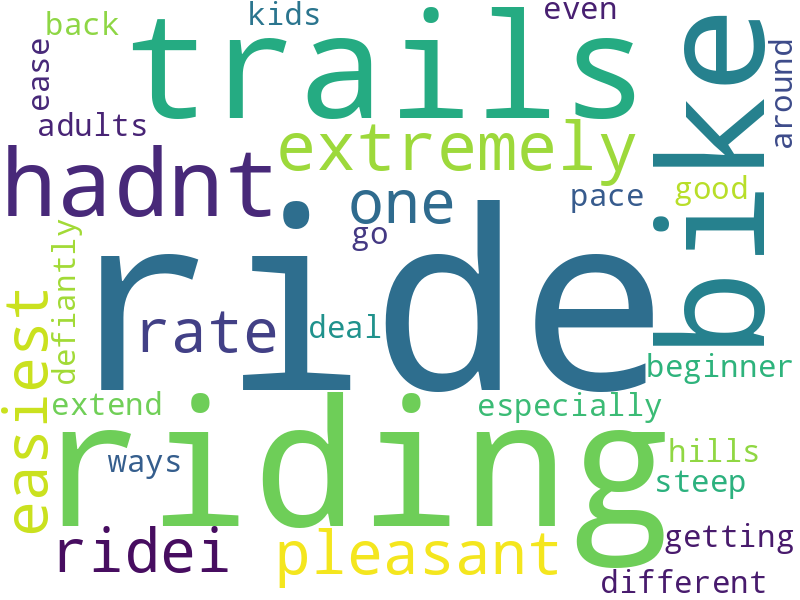 back
kids
even
trails
bike
ease
around
adults
extremely
hadnt
one
pace
good
go
ride
defiantly
rate
deal
easiest
beginner
extend
especially
riding
ways
hills
steep
ridei
pleasant
getting
different